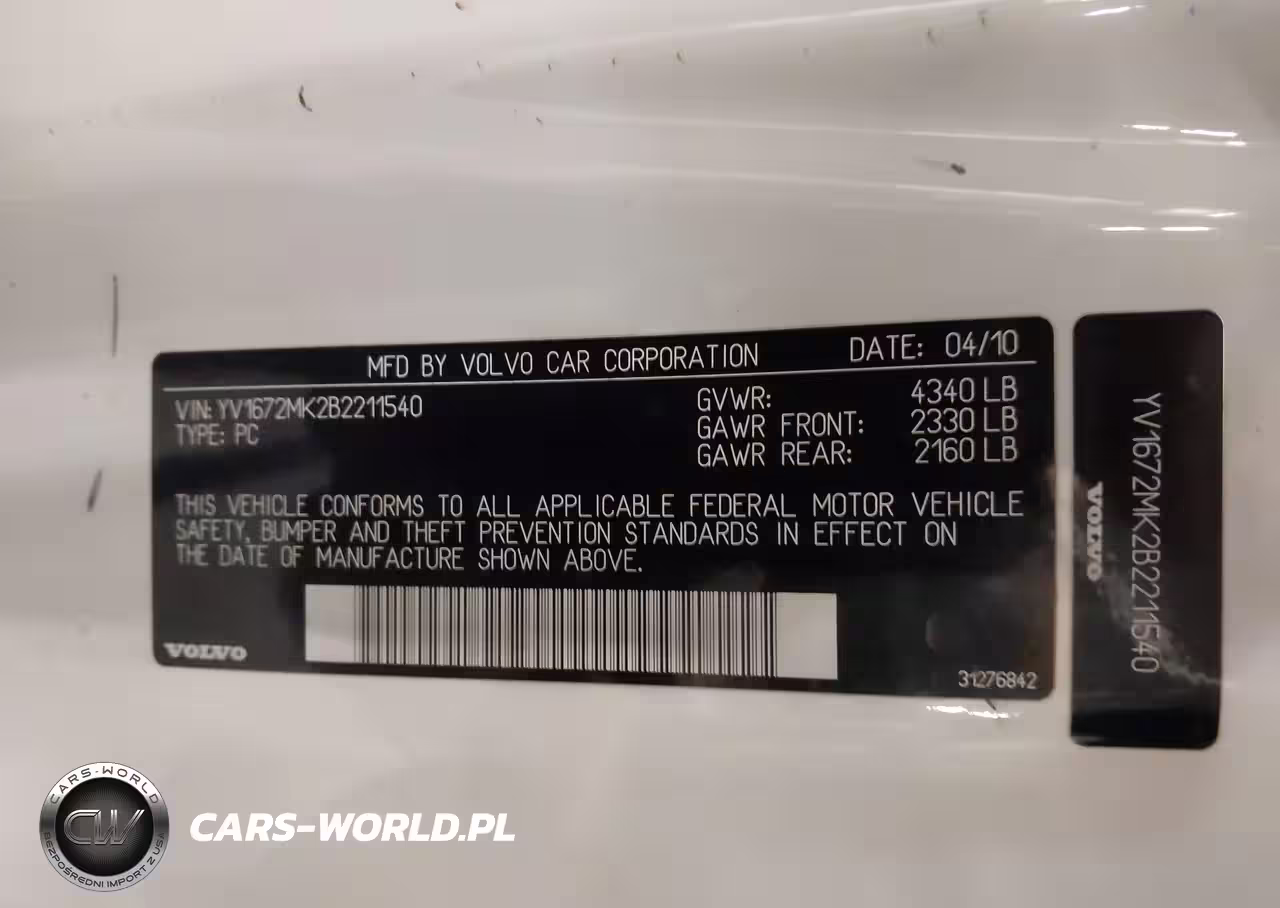 MFD BY VOLVO CAR CORPORATION DATE: 04/10
VIN: YV1672MK2B2211540
TYPE: PC
GVWR: 4340 LB
GAWR FRONT: 2330 LB
GAWR REAR: 2160 LB
THIS VEHICLE CONFORMS TO ALL APPLICABLE FEDERAL MOTOR VEHICLE
SAFETY, BUMPER AND THEFT PREVENTION STANDARDS IN EFFECT ON
THE DATE OF MANUFACTURE SHOWN ABOVE.
VOLVO
31276842
YV1672MK2B2211540
VOLVO
CARS-WORLD
CW
BEZPOŚREDNI IMPORT Z USA
CARS-WORLD.PL